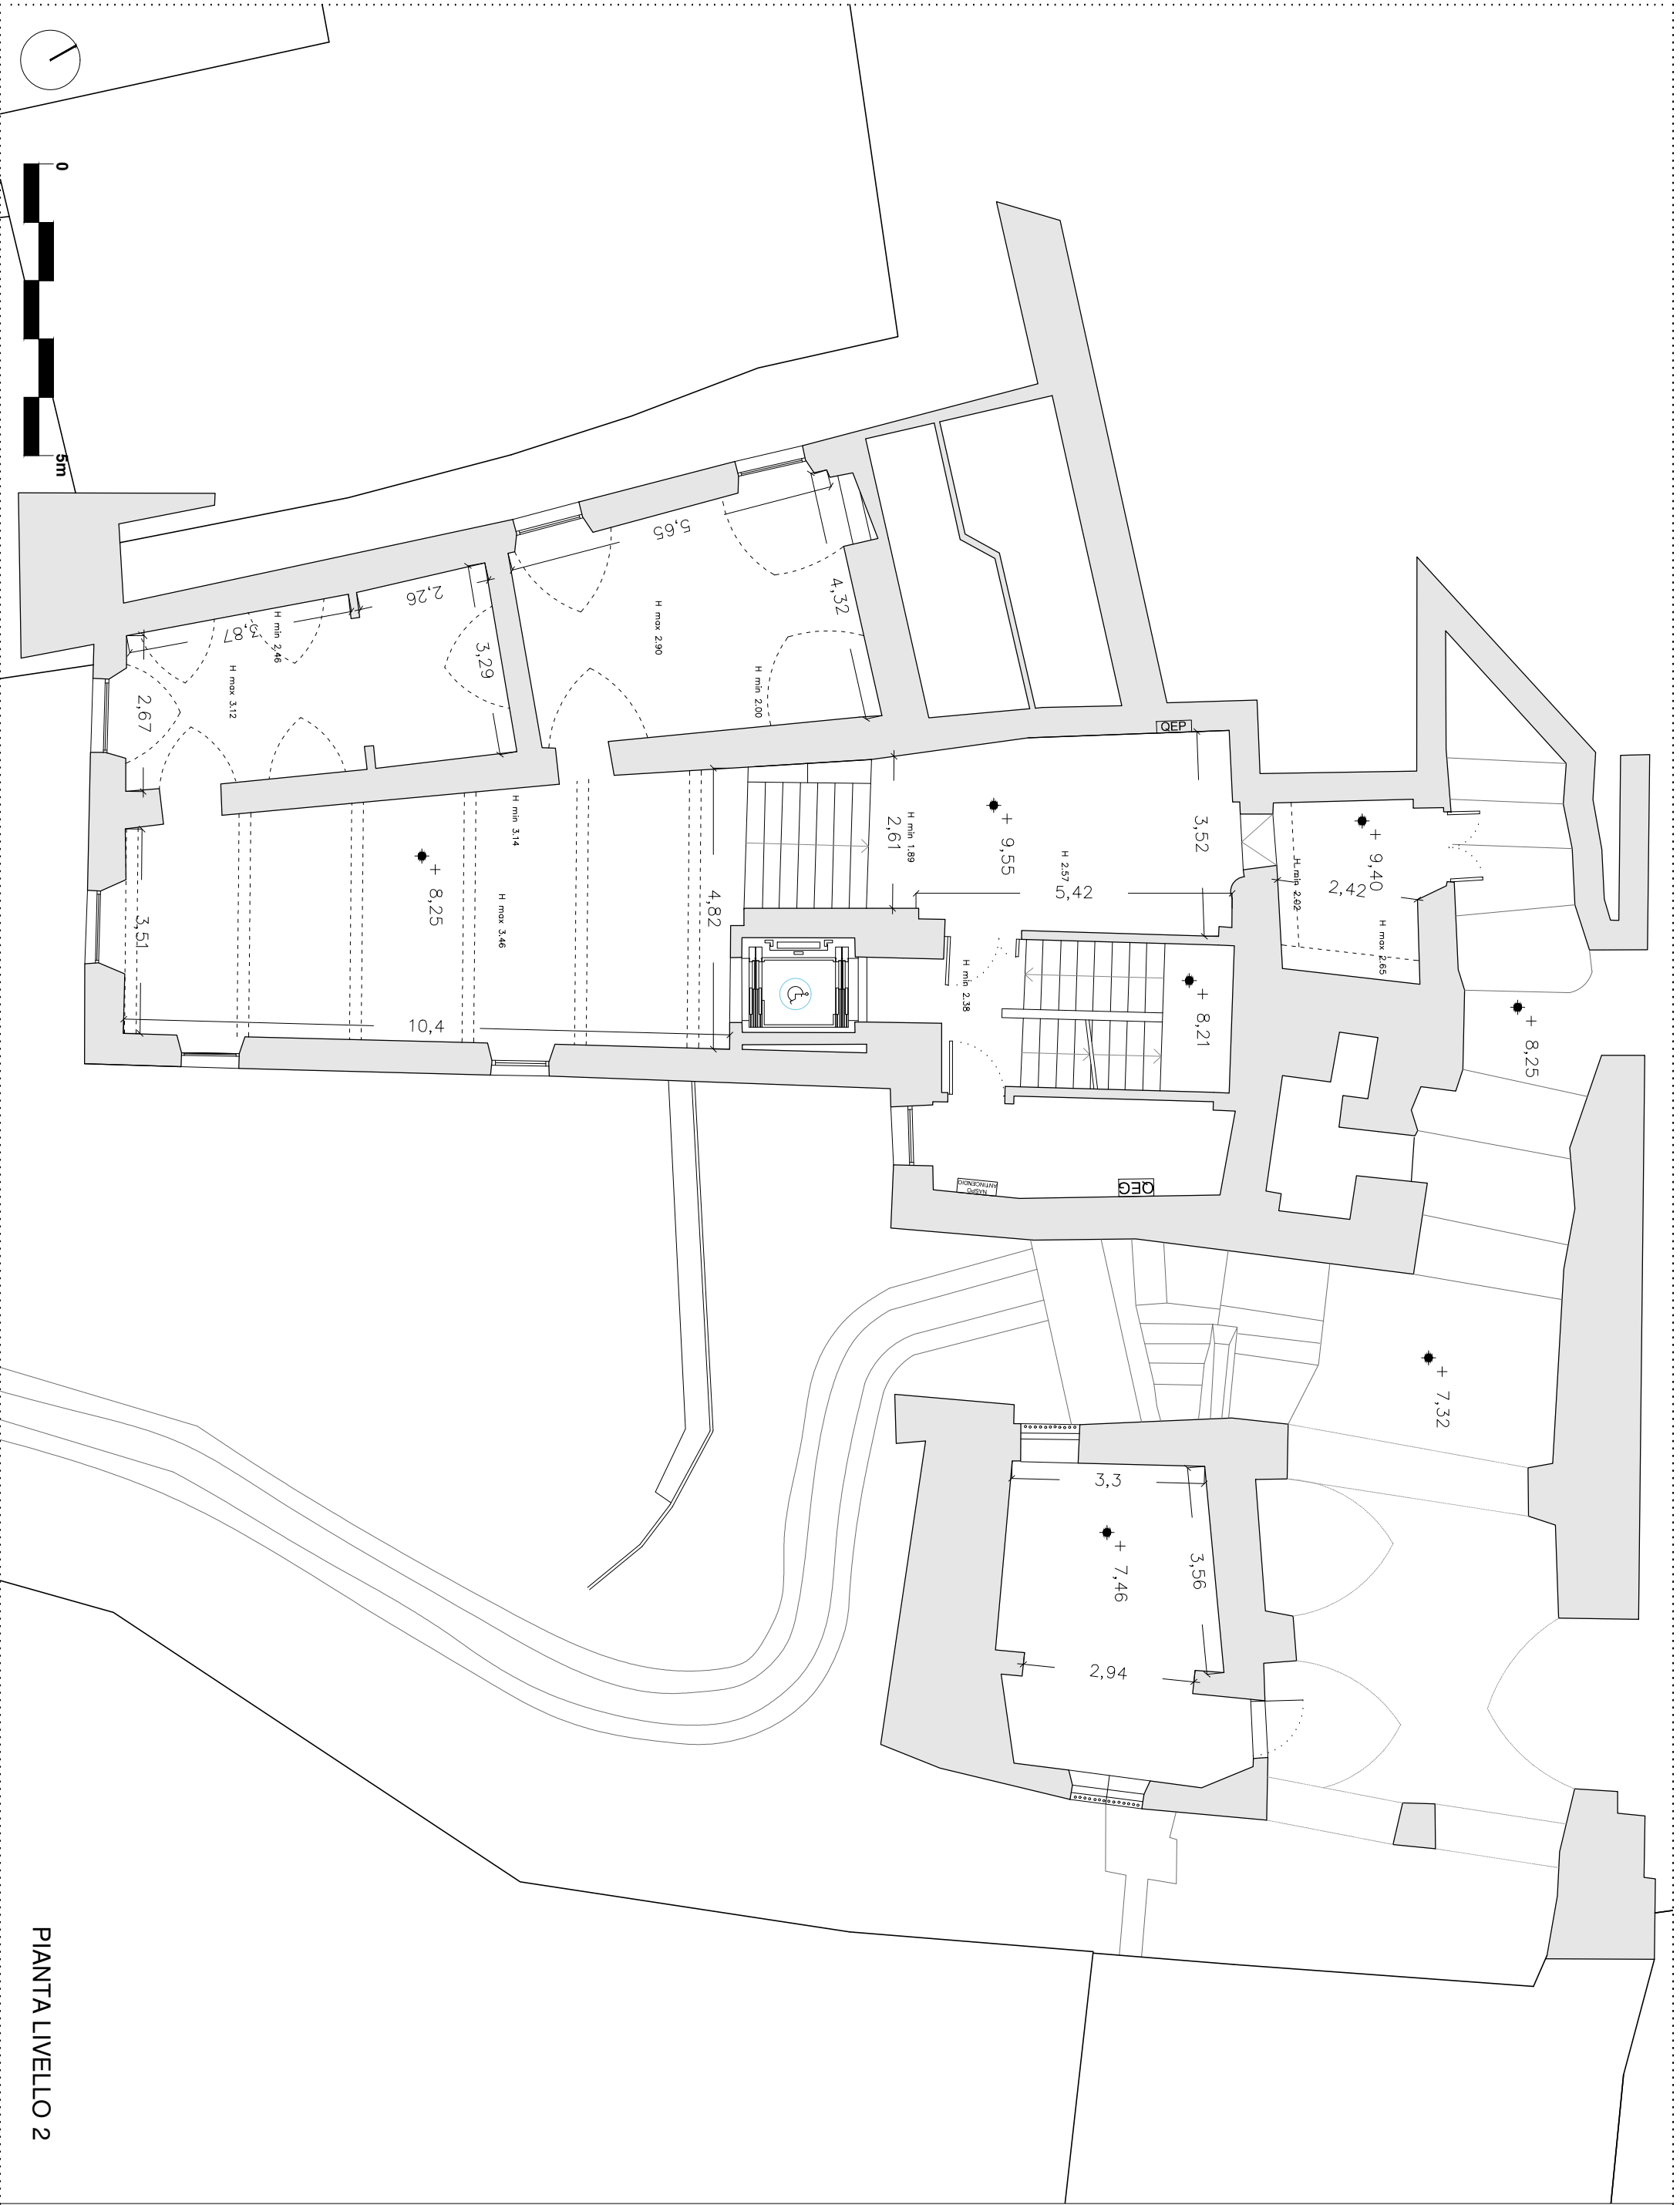 0
5m
5,65
4,32
2,26
3,29
3,87
2,67
H min 2.46
H max 3.12
H max 2.90
H min 2.00
QEP
2,61
H min 1.89
+ 9,55
H 2.57
5,42
3,52
+ 9,40
2,42
H min 2.02
H max 2.65
+ 8,25
H min 3.14
H max 3.46
+ 8,25
4,82
3,51
10,4
H min 2.38
+ 8,21
NASPO
ANTINCENDIO
QEG
+ 7,32
3,3
+ 7,46
3,56
2,94
PIANTA LIVELLO 2